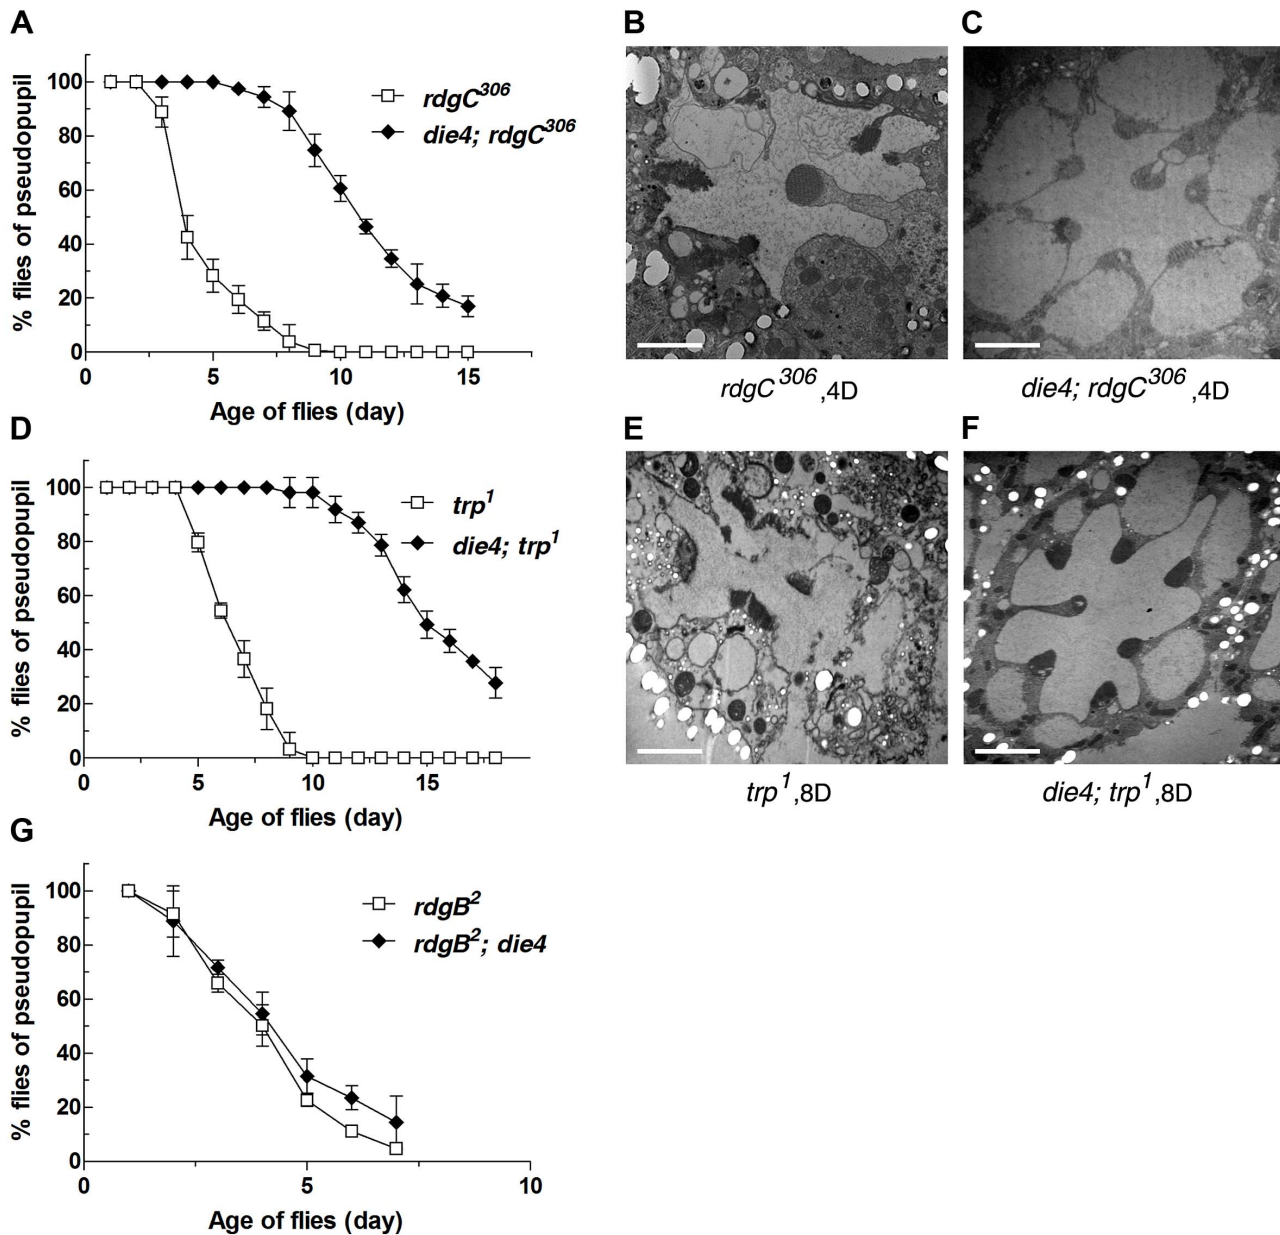 A
% flies of pseudopupil
100
80
60
40
20
0
0 5 10 15
Age of flies (day)
rdgC306
die4; rdgC306
B
rdgC306,4D
C
die4; rdgC306,4D
D
% flies of pseudopupil
100
80
60
40
20
0
0 5 10 15
Age of flies (day)
trp1
die4; trp1
E
trp1,8D
F
die4; trp1,8D
G
% flies of pseudopupil
100
80
60
40
20
0
0 5 10
Age of flies (day)
rdgB2
rdgB2; die4